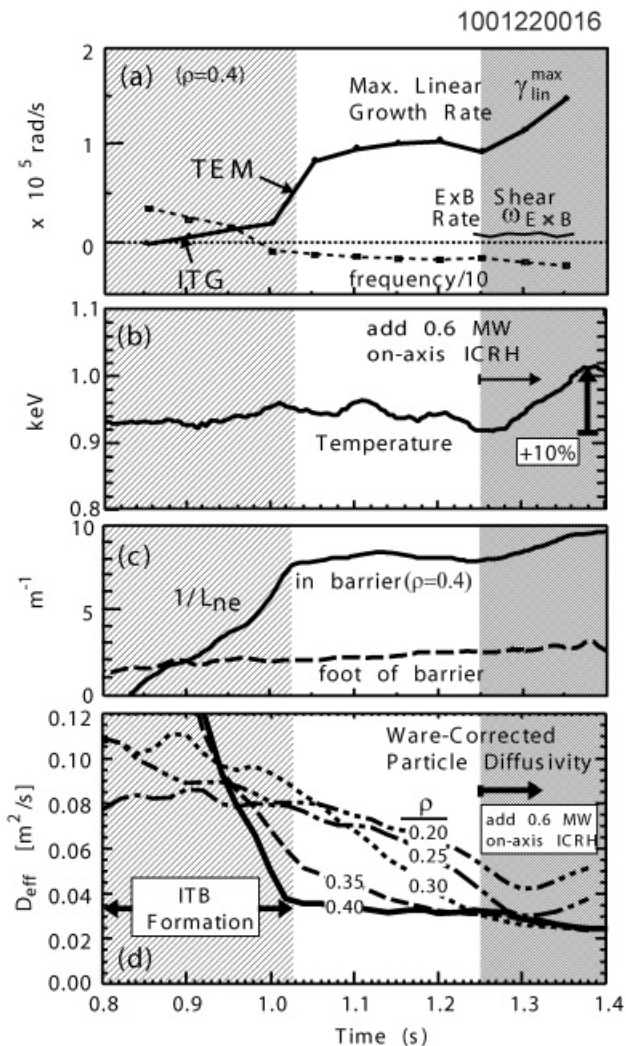 1001220016
2
(a)
(ρ=0.4)
Max. Linear
Growth Rate
γ max lin
x 10 5 rad/s
1
TEM
ExB Shear
Rate ω E × B
0
ITG
frequency/10
1.1
(b)
add 0.6 MW
on-axis ICRH
keV
1.0
0.9
Temperature
+10%
0.8
10
(c)
1/Lne
in barrier(ρ=0.4)
m-1
5
foot of barrier
0
0.12
Ware-Corrected
Particle Diffusivity
0.10
0.08
ρ
0.20
add 0.6 MW
on-axis ICRH
Deff [m2/s]
0.06
0.25
0.35
0.30
0.40
0.04
ITB
Formation
0.02
(d)
0.00
0.8 0.9 1.0 1.1 1.2 1.3 1.4
Time (s)